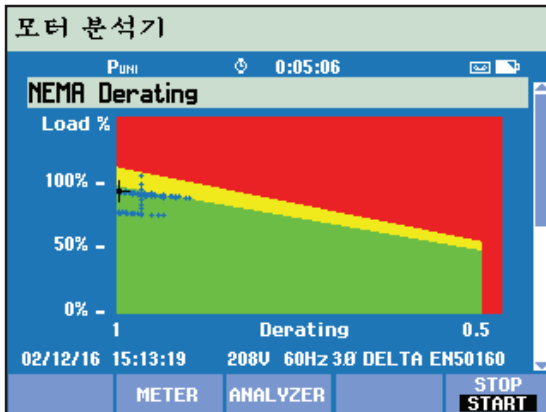 모터 분석기
PUNI 0:05:06
NEMA Derating
Load %
100%
50%
0%
1 Derating 0.5
02/12/16 15:13:19 208V 60Hz 3Ø DELTA EN50160
METER ANALYZER STOP
START